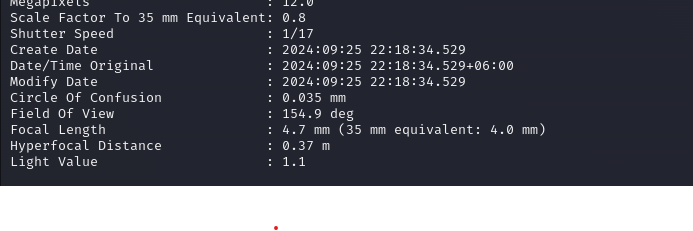 Megapixels                      : 12.0
Scale Factor To 35 mm Equivalent: 0.8
Shutter Speed                   : 1/17
Create Date                     : 2024:09:25 22:18:34.529
Date/Time Original              : 2024:09:25 22:18:34.529+06:00
Modify Date                     : 2024:09:25 22:18:34.529
Circle Of Confusion             : 0.035 mm
Field Of View                   : 154.9 deg
Focal Length                    : 4.7 mm (35 mm equivalent: 4.0 mm)
Hyperfocal Distance             : 0.37 m
Light Value                     : 1.1